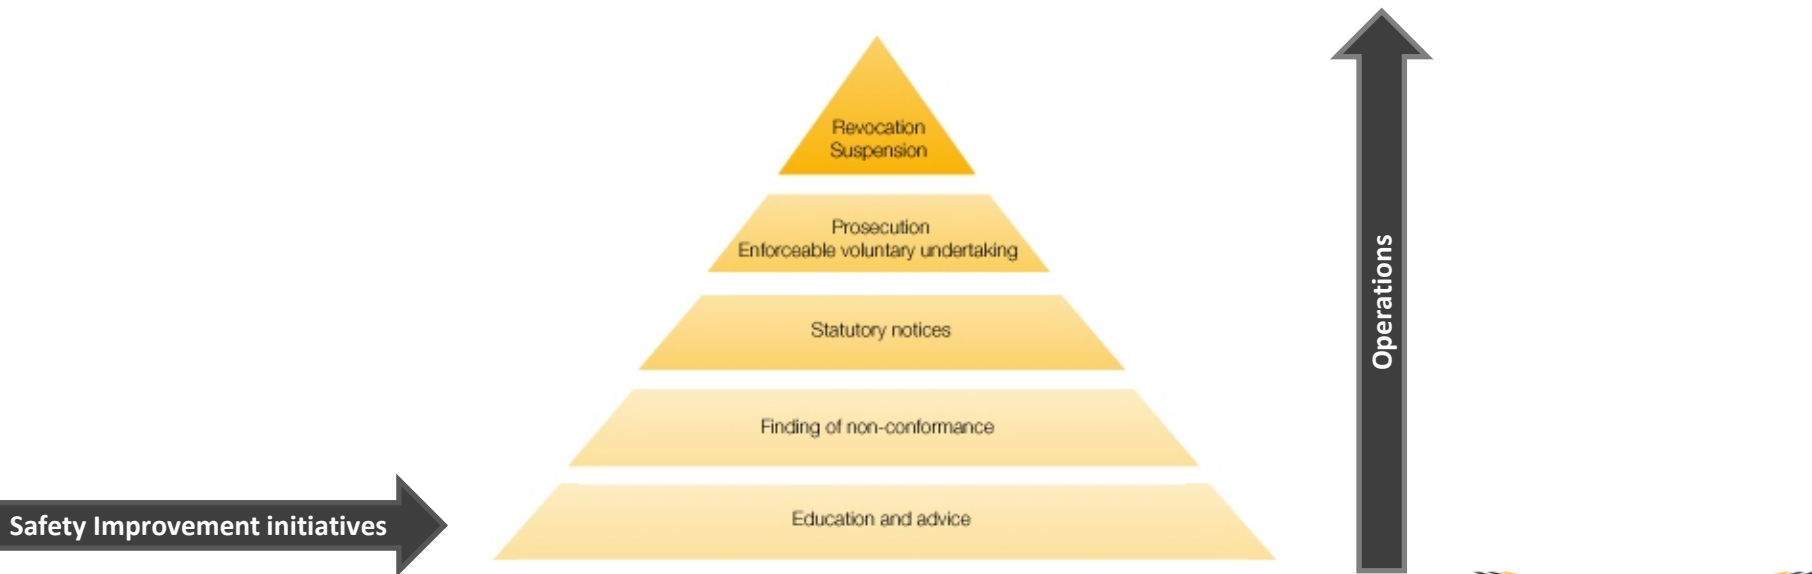 Revocation
Suspension
Prosecution
Enforceable voluntary undertaking
Statutory notices
Finding of non-conformance
Education and advice
Safety Improvement initiatives
Operations